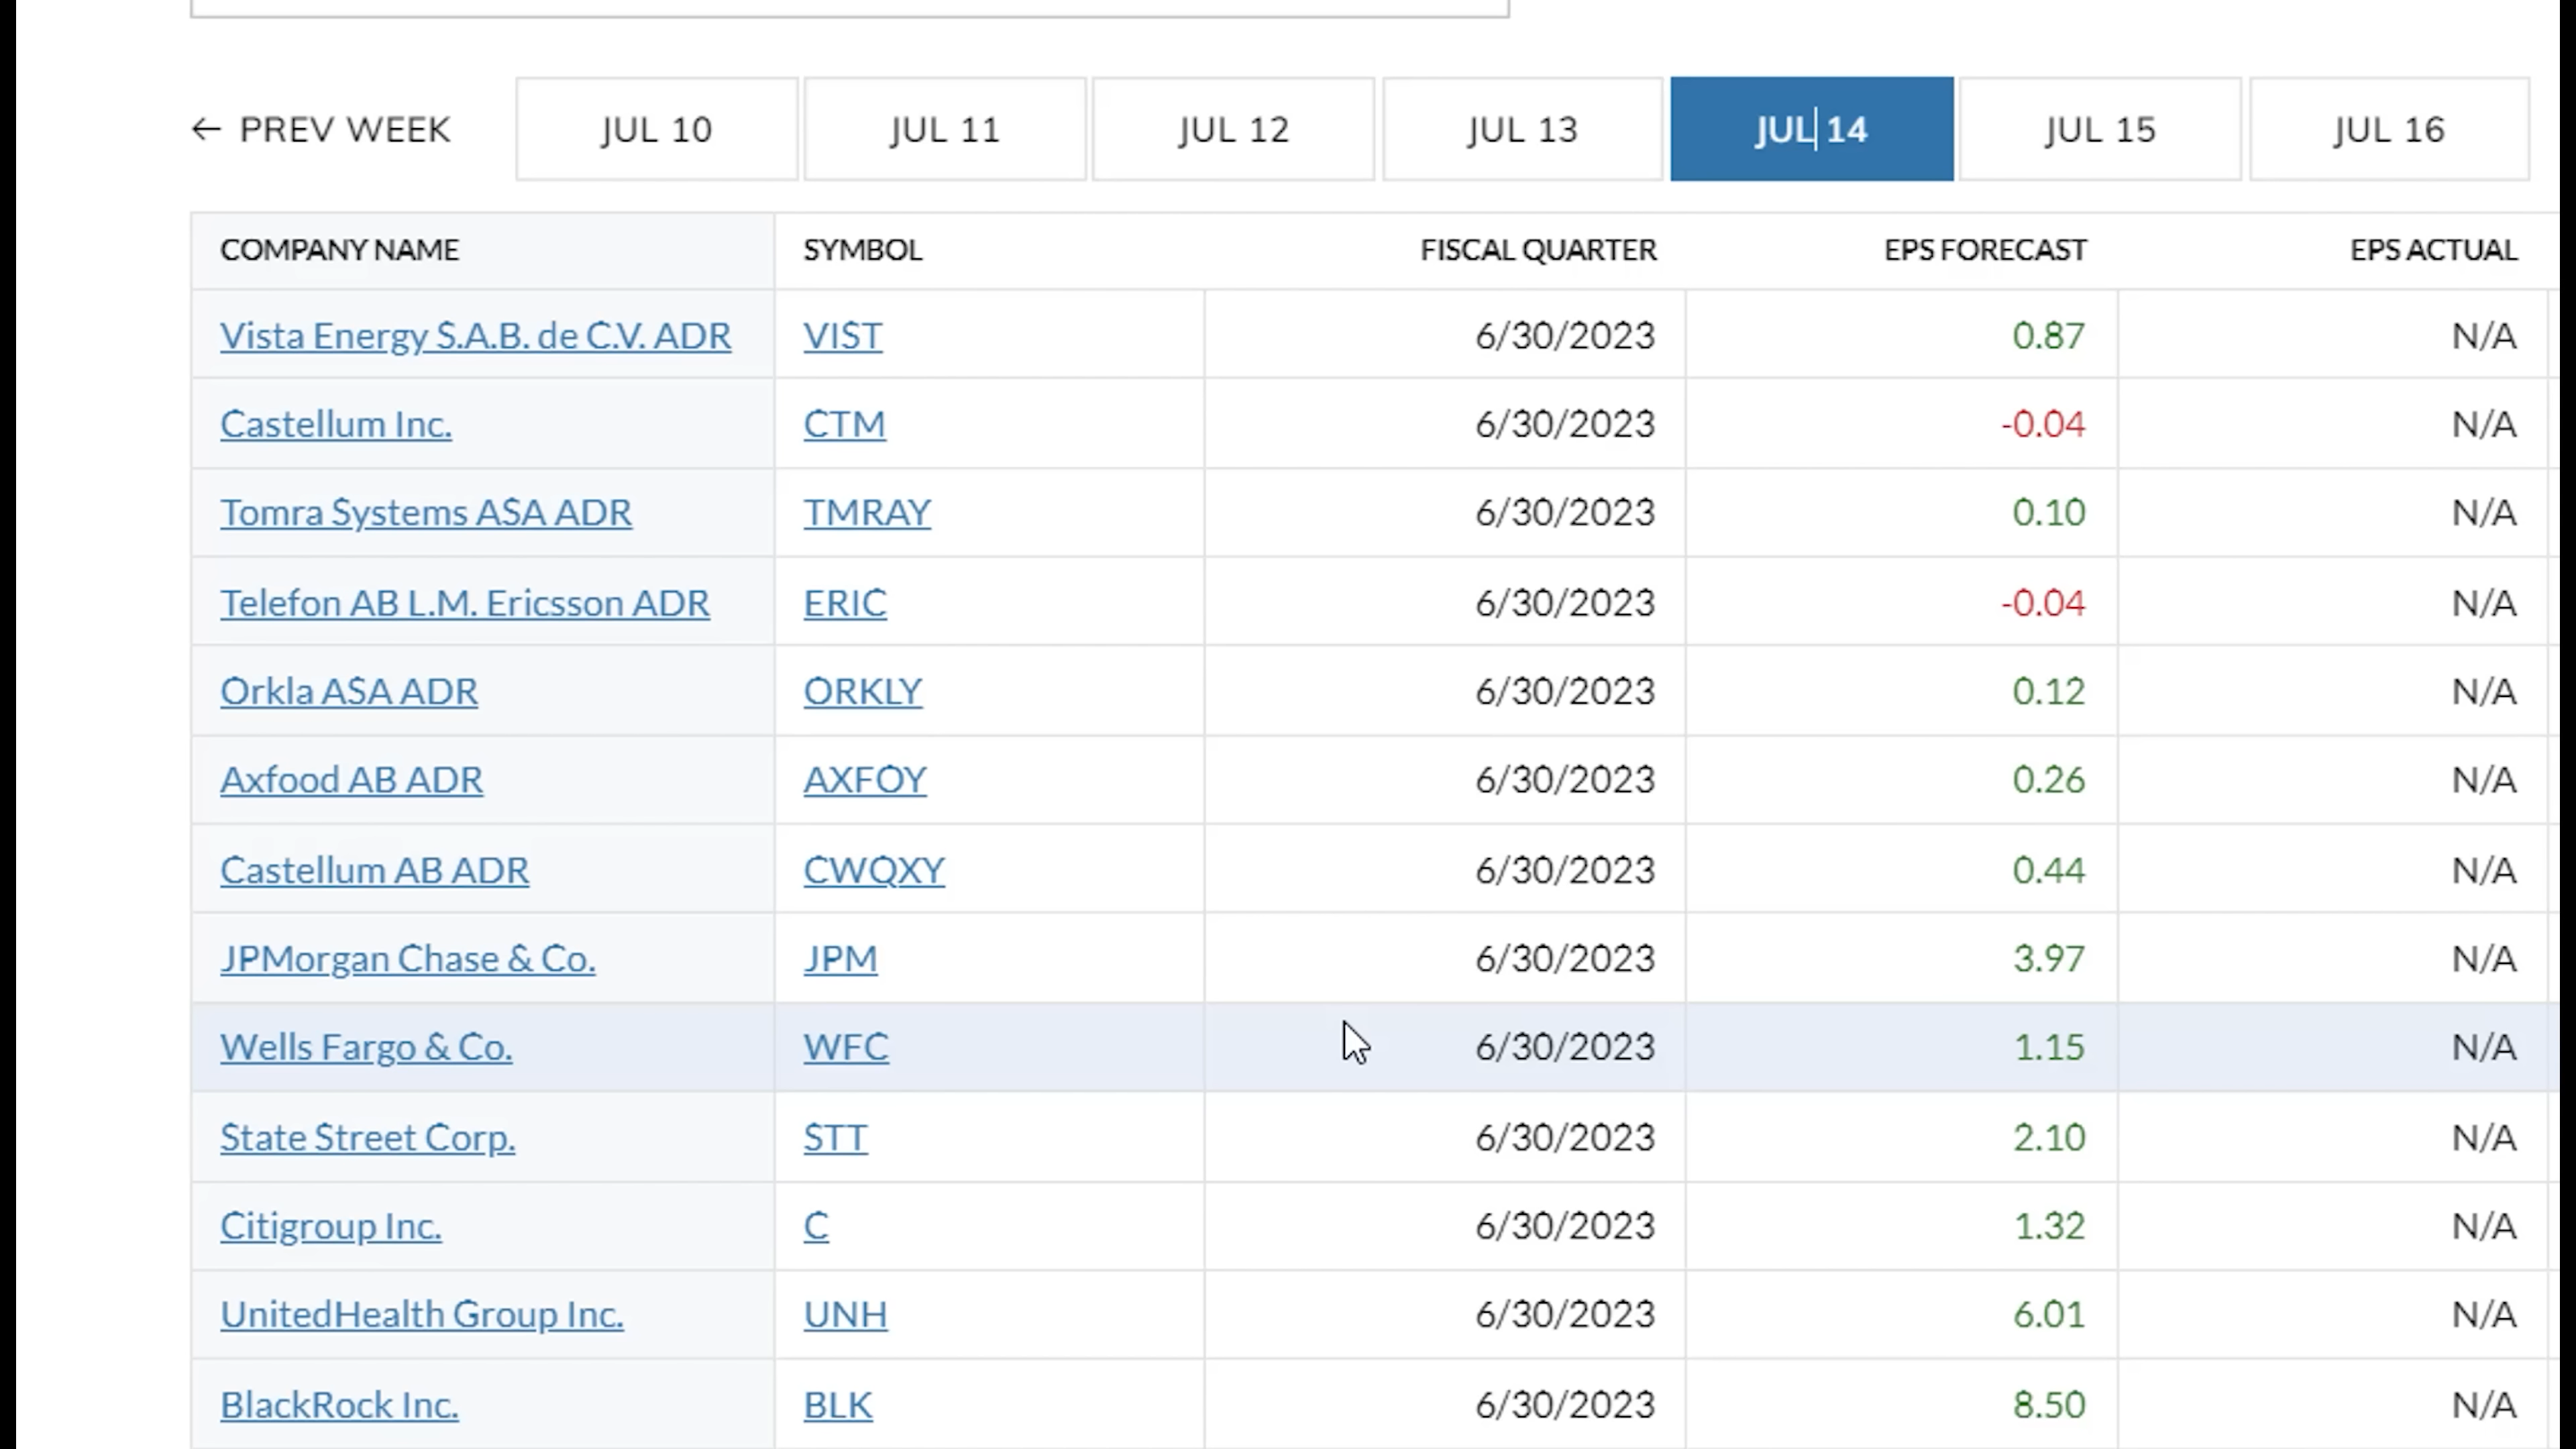 ← PREV WEEK JUL 10 JUL 11 JUL 12 JUL 13 JUL 14 JUL 15 JUL 16
COMPANY NAME SYMBOL FISCAL QUARTER EPS FORECAST EPS ACTUAL
Vista Energy S.A.B. de C.V. ADR VIST 6/30/2023 0.87 N/A
Castellum Inc. CTM 6/30/2023 -0.04 N/A
Tomra Systems ASA ADR TMRAY 6/30/2023 0.10 N/A
Telefon AB L.M. Ericsson ADR ERIC 6/30/2023 -0.04 N/A
Orkla ASA ADR ORKLY 6/30/2023 0.12 N/A
Axfood AB ADR AXFOY 6/30/2023 0.26 N/A
Castellum AB ADR CWQXY 6/30/2023 0.44 N/A
JPMorgan Chase & Co. JPM 6/30/2023 3.97 N/A
Wells Fargo & Co. WFC 6/30/2023 1.15 N/A
State Street Corp. STT 6/30/2023 2.10 N/A
Citigroup Inc. C 6/30/2023 1.32 N/A
UnitedHealth Group Inc. UNH 6/30/2023 6.01 N/A
BlackRock Inc. BLK 6/30/2023 8.50 N/A